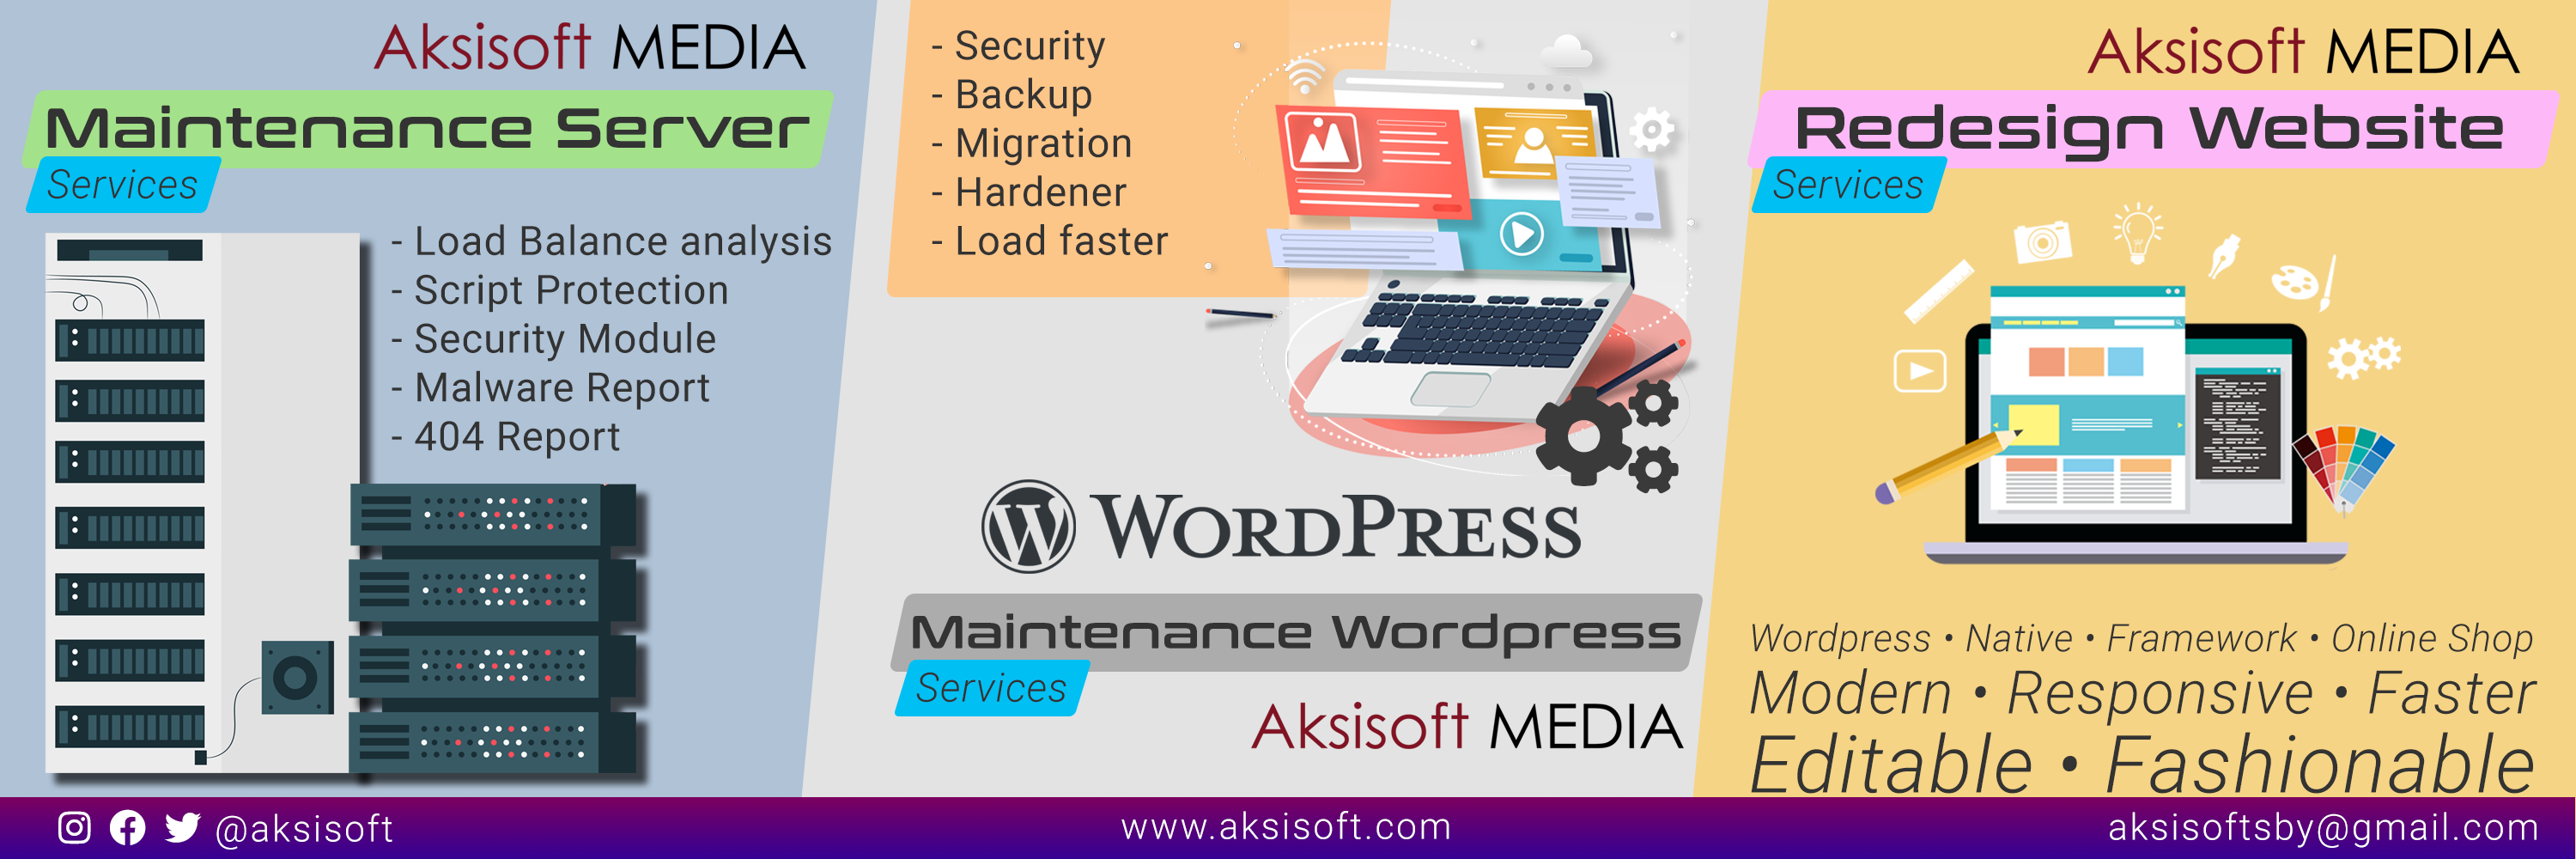 Aksisoft MEDIA
Maintenance Server
Services
- Load Balance analysis
- Script Protection
- Security Module
- Malware Report
- 404 Report
- Security
- Backup
- Migration
- Hardener
- Load faster
W WORDPRESS
Maintenance Wordpress
Services
Aksisoft MEDIA
Aksisoft MEDIA
Redesign Website
Services
Wordpress • Native • Framework • Online Shop
Modern • Responsive • Faster
Editable • Fashionable
@aksisoft
www.aksisoft.com
aksisoftsby@gmail.com